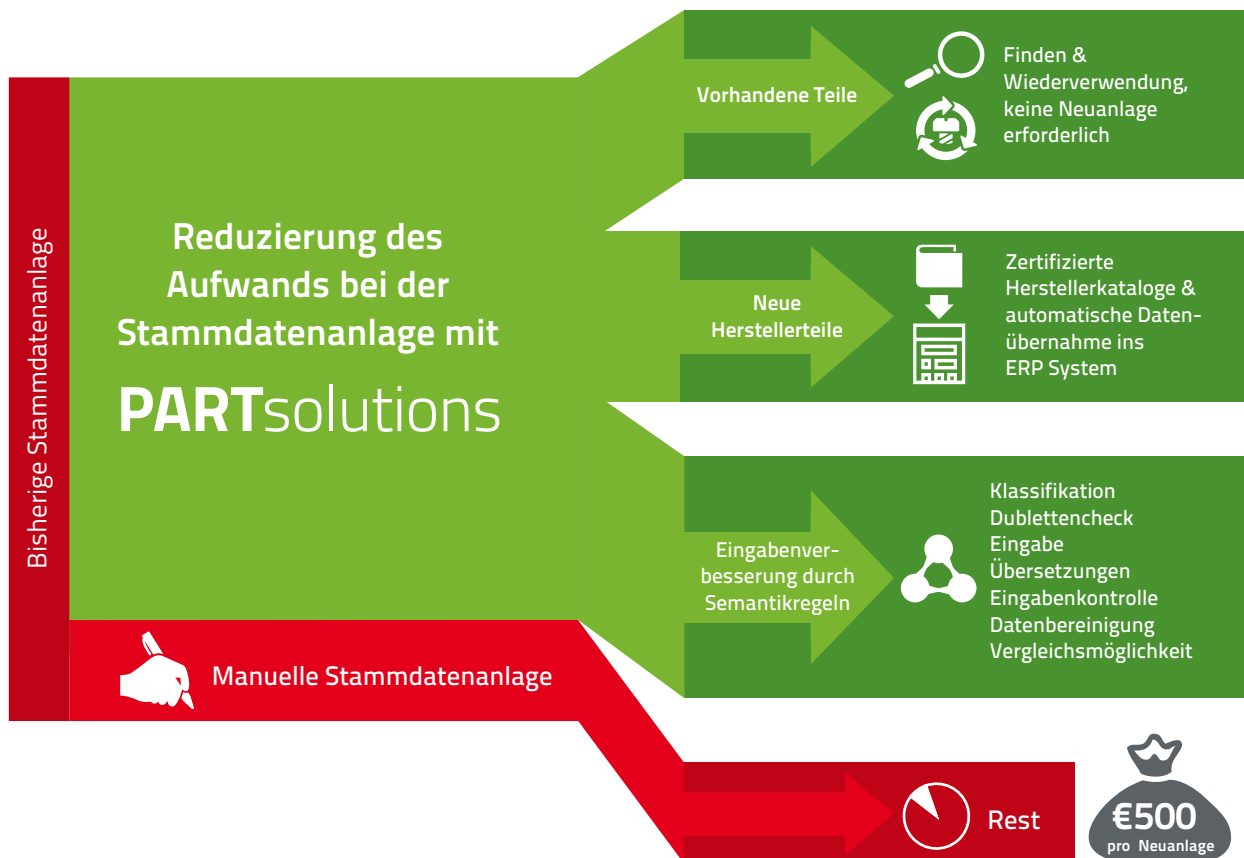 Bisherige Stammdatenanlage
Reduzierung des
Aufwands bei der
Stammdatenanlage mit
PARTsolutions
Manuelle Stammdatenanlage
Vorhandene Teile
Finden &
Wiederverwendung,
keine Neuanlage
erforderlich
Neue
Herstellerteile
Zertifizierte
Herstellerkataloge &
automatische Daten-
übernahme ins
ERP System
Eingabenver-
besserung durch
Semantikregeln
Klassifikation
Dublettencheck
Eingabe
Übersetzungen
Eingabenkontrolle
Datenbereinigung
Vergleichsmöglichkeit
Rest
€500
pro Neuanlage